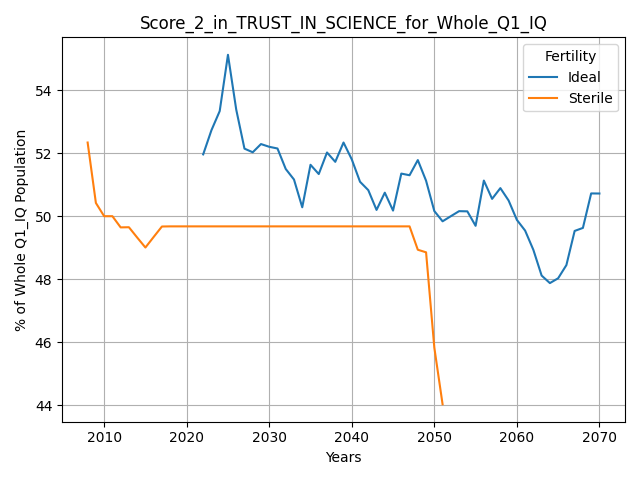 Score_2_in_TRUST_IN_SCIENCE_for_Whole_Q1_IQ
Fertility
Ideal
Sterile
% of Whole Q1_IQ Population
54
52
50
48
46
44
2010
2020
2030
2040
2050
2060
2070
Years